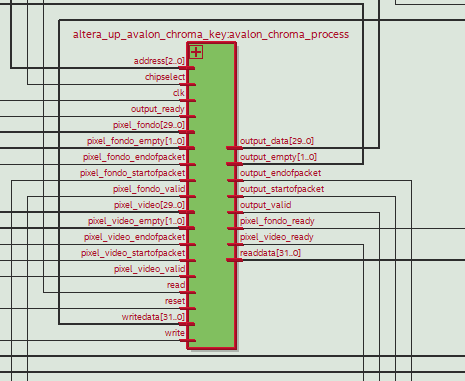 altera_up_avalon_chroma_key:avalon_chroma_process
address[2..0]
chipselect
clk
output_ready
pixel_fondo[29..0]
pixel_fondo_empty[1..0]
pixel_fondo_endofpacket
pixel_fondo_startofpacket
pixel_fondo_valid
pixel_video[29..0]
pixel_video_empty[1..0]
pixel_video_endofpacket
pixel_video_startofpacket
pixel_video_valid
read
reset
writedata[31..0]
write
output_data[29..0]
output_empty[1..0]
output_endofpacket
output_startofpacket
output_valid
pixel_fondo_ready
pixel_video_ready
readdata[31..0]